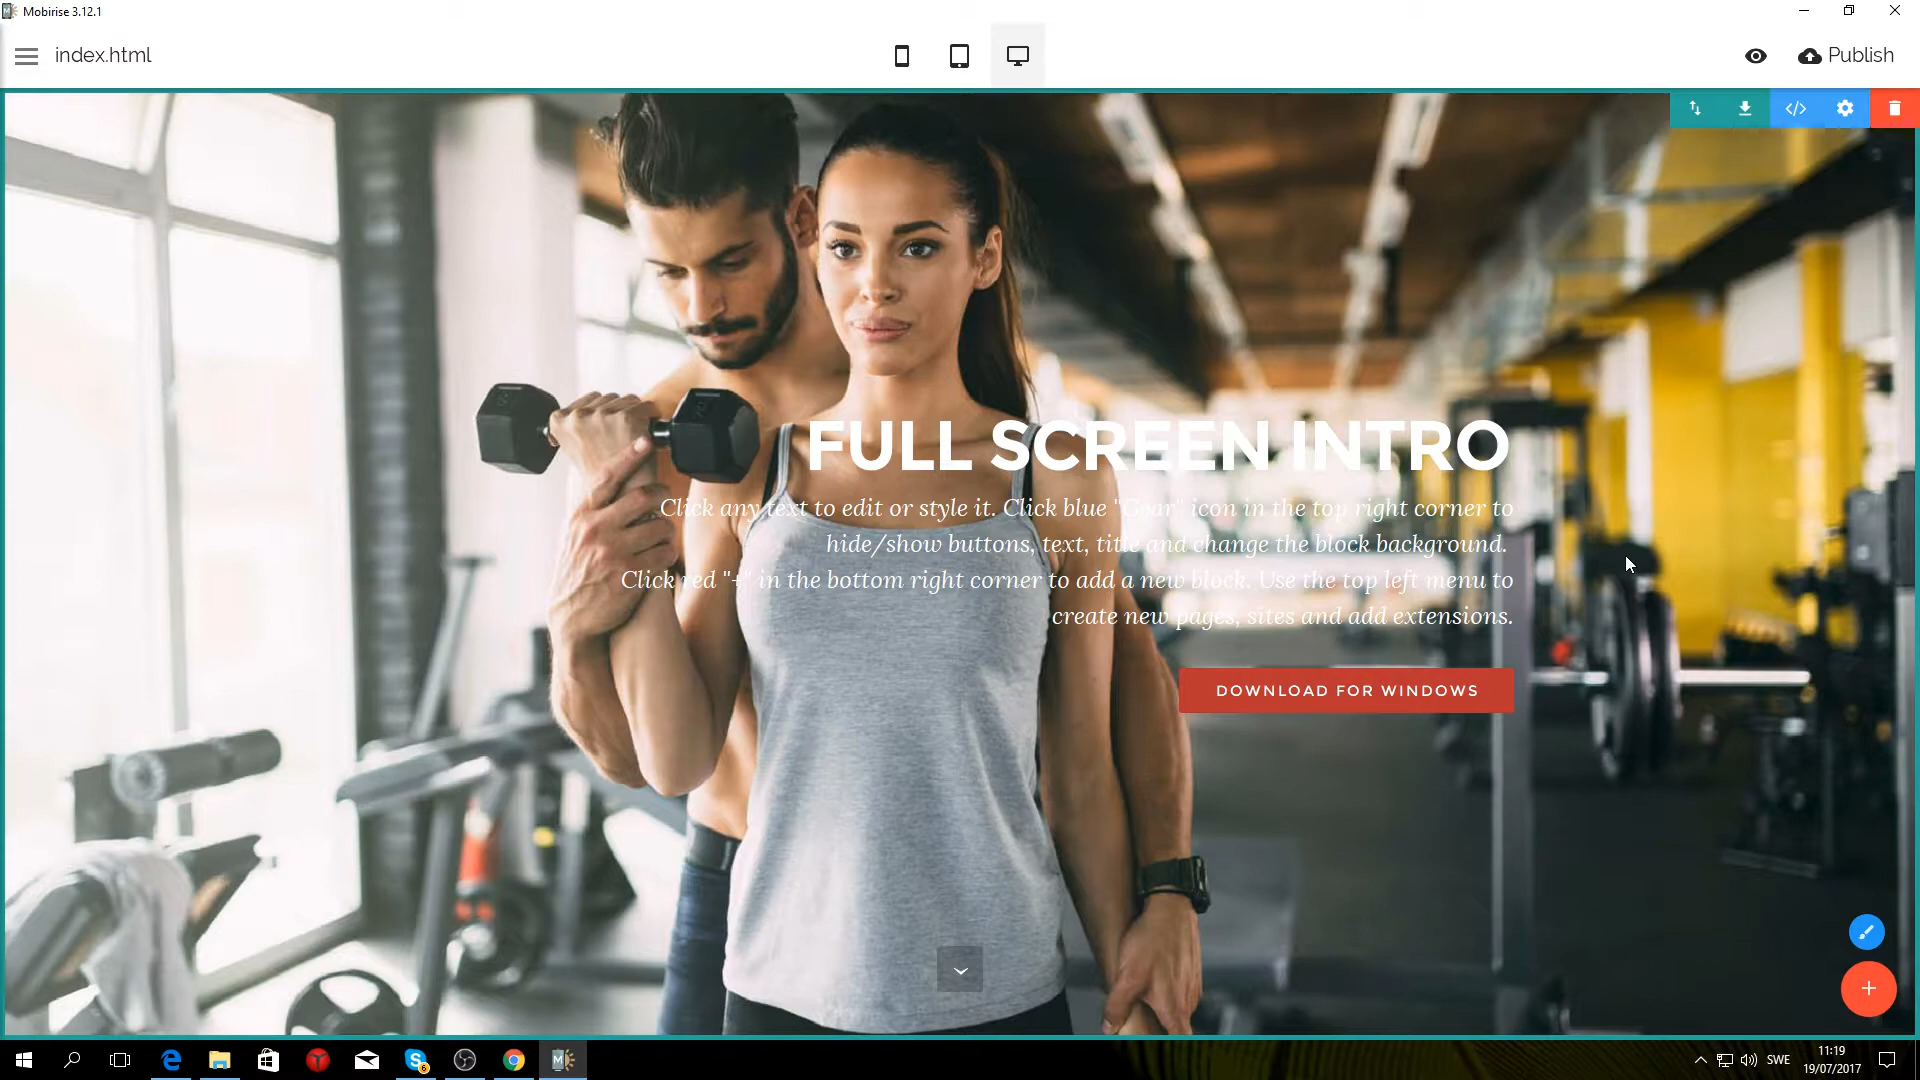 Mobirise 3.12.1
index.html
Publish
</>
FULL SCREEN INTRO
Click any text to edit or style it. Click blue "Gear" icon in the top right corner to
hide/show buttons, text, title and change the block background.
Click red "+" in the bottom right corner to add a new block. Use the top left menu to
create new pages, sites and add extensions.
DOWNLOAD FOR WINDOWS
SWE
11:19
19/07/2017